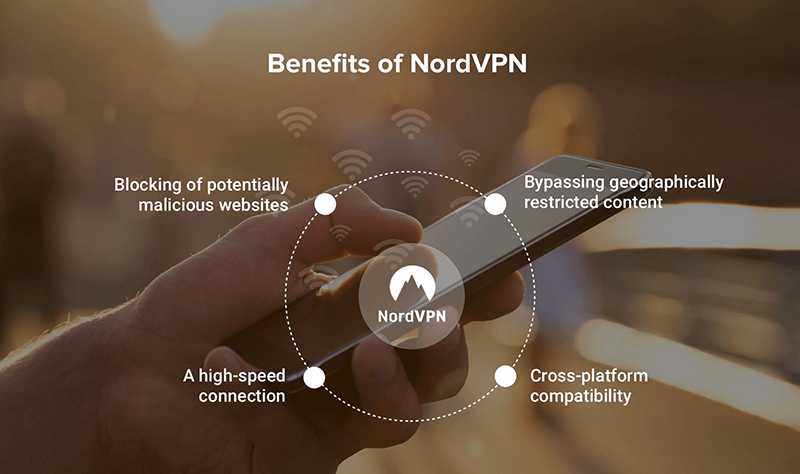 Benefits of NordVPN
Blocking of potentially
malicious websites
Bypassing geographically
restricted content
NordVPN
A high-speed
connection
Cross-platform
compatibility